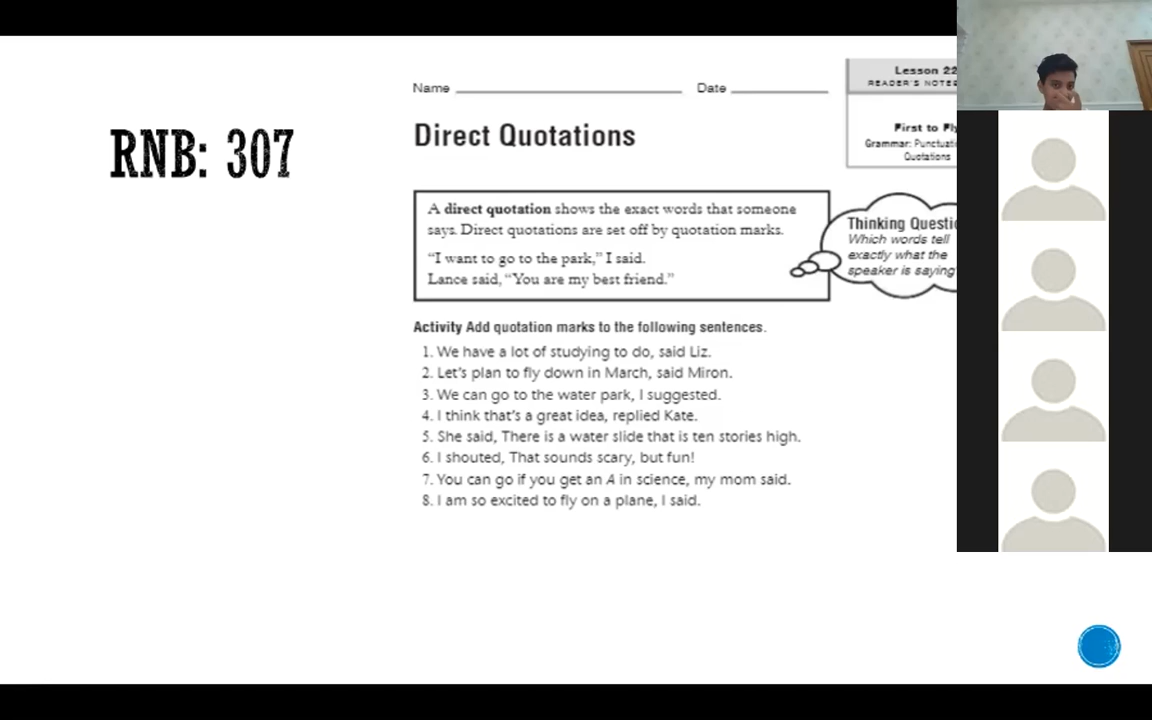 RNB: 307
Name
Date
Lesson 22
READER'S NOTE
First to
Grammar:
Quotations
Direct Quotations
A direct quotation shows the exact words that someone
says. Direct quotations are set off by quotation marks.
“I want to go to the park,” I said.
Lance said, “You are my best friend.”
Thinking
Which words tell
exactly what the
speaker is saying
Activity Add quotation marks to the following sentences.
1. We have a lot of studying to do, said Liz.
2. Let's plan to fly down in March, said Miron.
3. We can go to the water park, I suggested.
4. I think that's a great idea, replied Kate.
5. She said, There is a water slide that is ten stories high.
6. I shouted, That sounds scary, but fun!
7. You can go if you get an A in science, my mom said.
8. I am so excited to fly on a plane, I said.